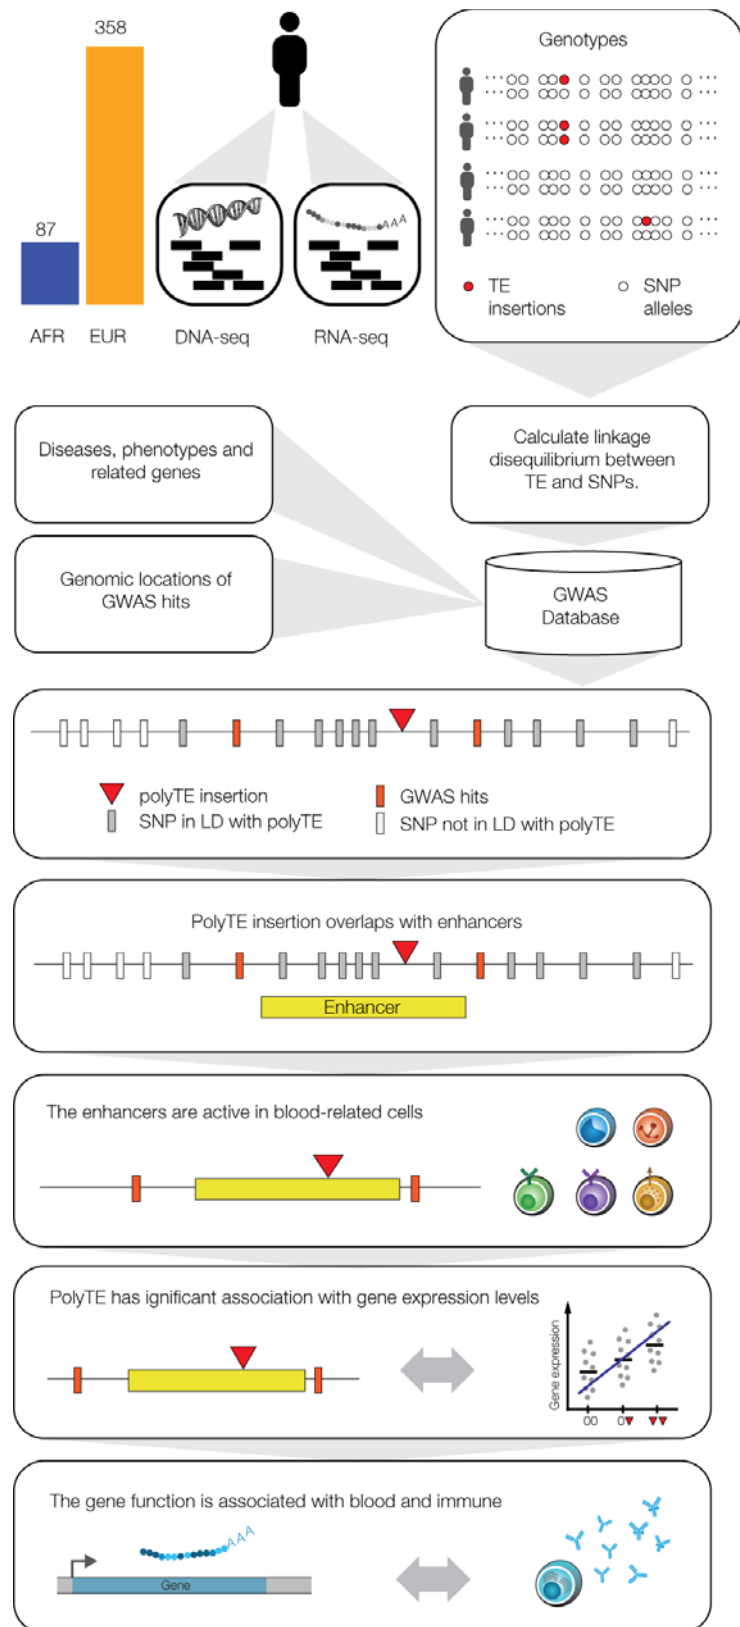 358
87
AFR EUR
DNA-seq
RNA-seq
AAA
Genotypes
TE
insertions
SNP
alleles
Diseases, phenotypes and
related genes
Calculate linkage
disequilibrium between
TE and SNPs.
Genomic locations of
GWAS hits
GWAS
Database
polyTE insertion
GWAS hits
SNP in LD with polyTE
SNP not in LD with polyTE
PolyTE insertion overlaps with enhancers
Enhancer
The enhancers are active in blood-related cells
PolyTE has ignificant association with gene expression levels
Gene expression
00
0
The gene function is associated with blood and immune
AAA
Gene